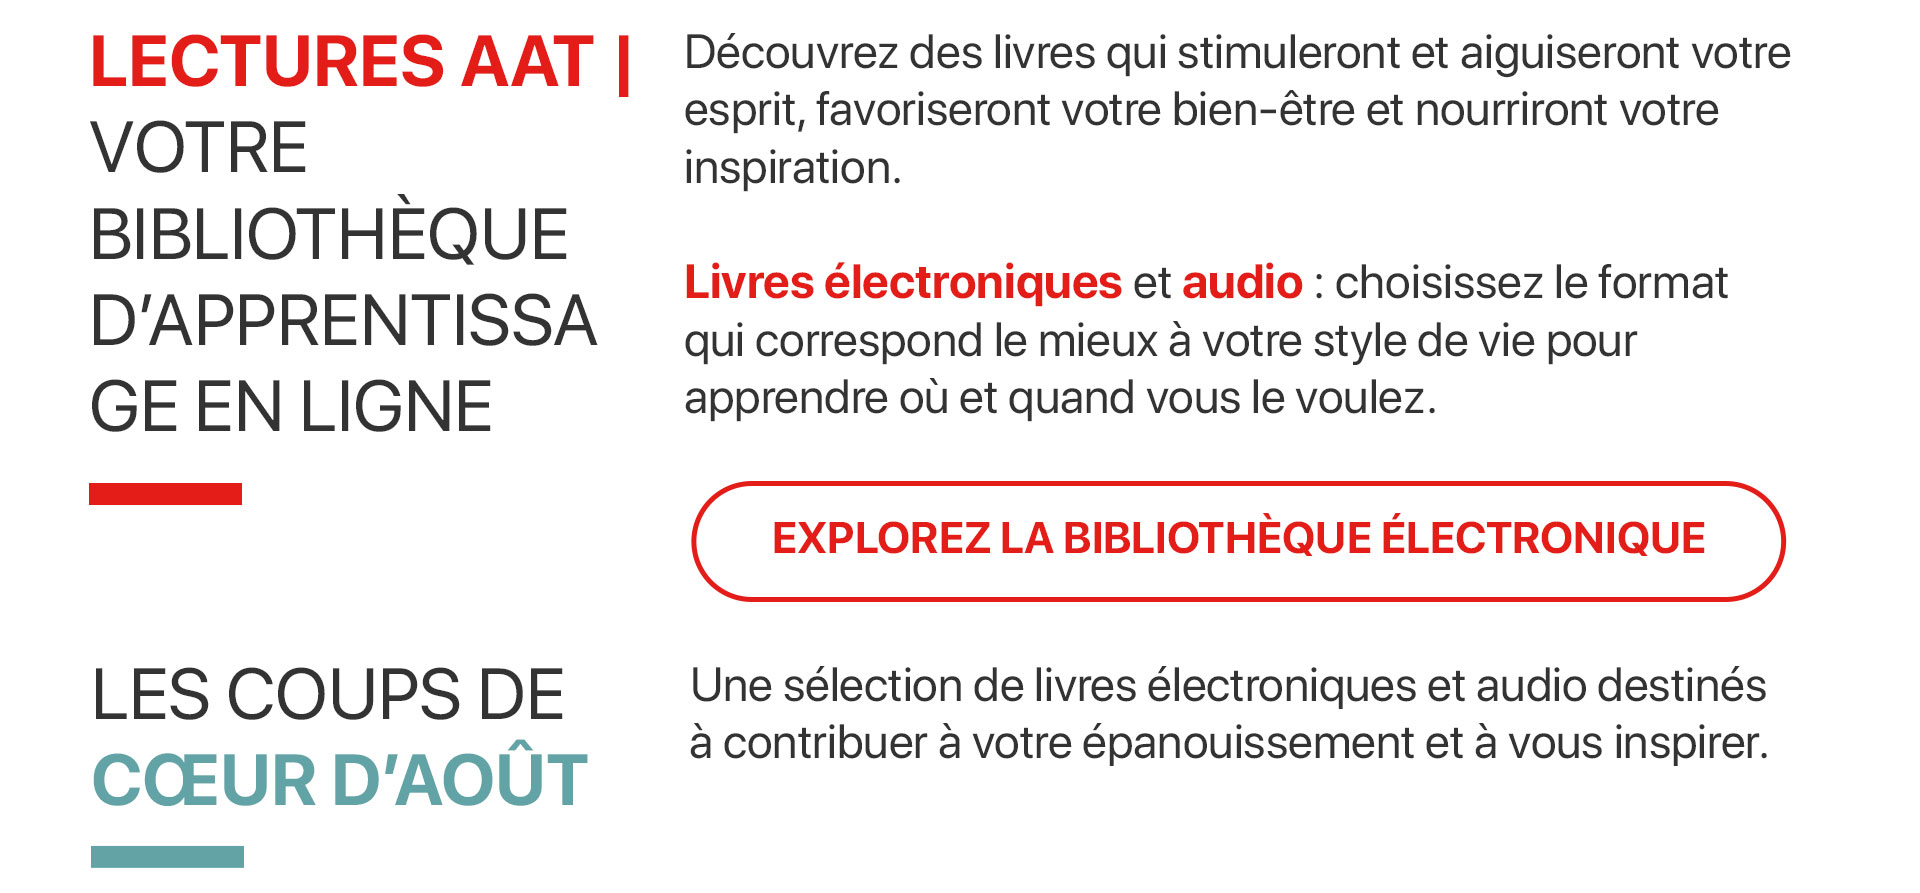 LECTURES AAT |
VOTRE
BIBLIOTHÈQUE
D’APPRENTISSA
GE EN LIGNE
Découvrez des livres qui stimuleront et aiguiseront votre
esprit, favoriseront votre bien-être et nourriront votre
inspiration.
Livres électroniques et audio : choisissez le format
qui correspond le mieux à votre style de vie pour
apprendre où et quand vous le voulez.
EXPLOREZ LA BIBLIOTHÈQUE ÉLECTRONIQUE
LES COUPS DE
CŒUR D’AOÛT
Une sélection de livres électroniques et audio destinés
à contribuer à votre épanouissement et à vous inspirer.